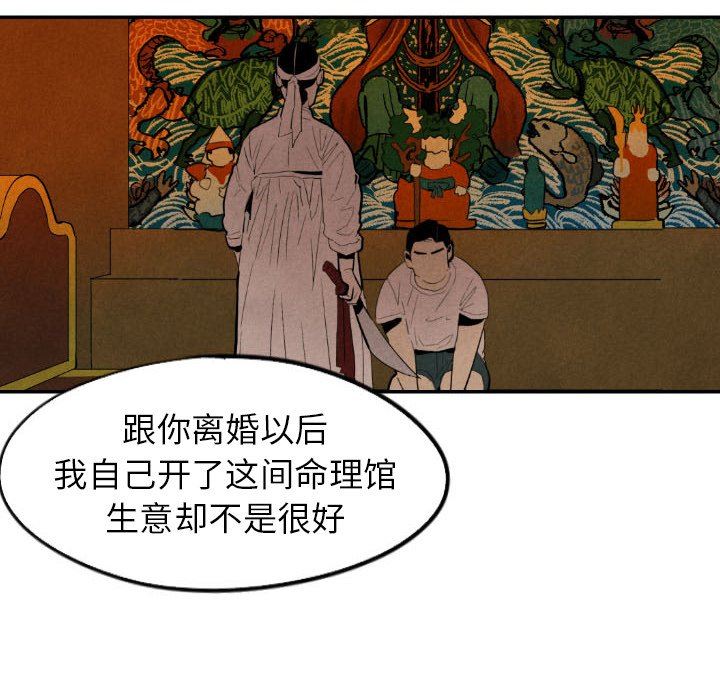 跟你离婚以后
我自己开了这间命理馆
生意却不是很好